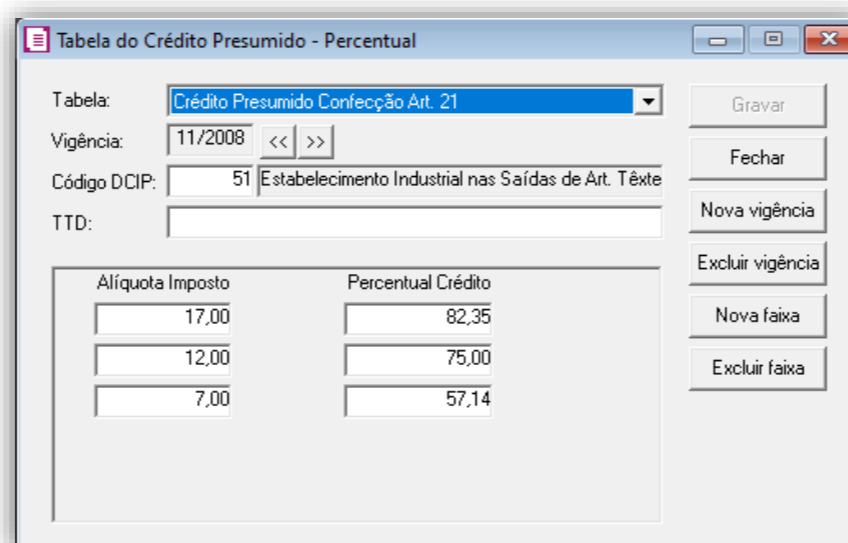 Tabela do Crédito Presumido - Percentual
Tabela: Crédito Presumido Confecção Art. 21
Gravar
Vigência: 11/2008 << >>
Fechar
Código DCIP: 51 Estabelecimento Industrial nas Saídas de Art. Têxte
Nova vigência
TTD:
Excluir vigência
Alíquota Imposto Percentual Crédito
17,00 82,35
Nova faixa
12,00 75,00
Excluir faixa
7,00 57,14